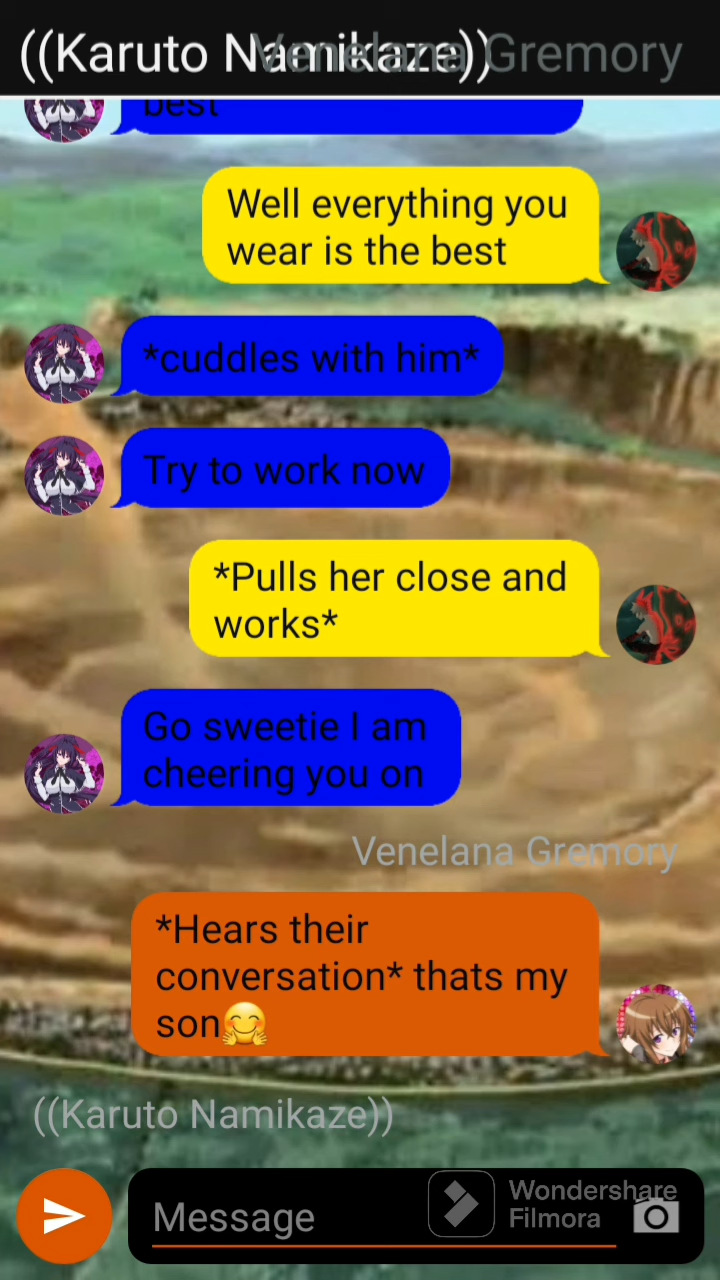 ((Karuto Namikaze))
Venelana Gremory
best
Well everything you
wear is the best
*cuddles with him*
Try to work now
*Pulls her close and
works*
Go sweetie I am
cheering you on
Venelana Gremory
*Hears their
conversation* thats my
son🤗
((Karuto Namikaze))
Message
Wondershare
Filmora